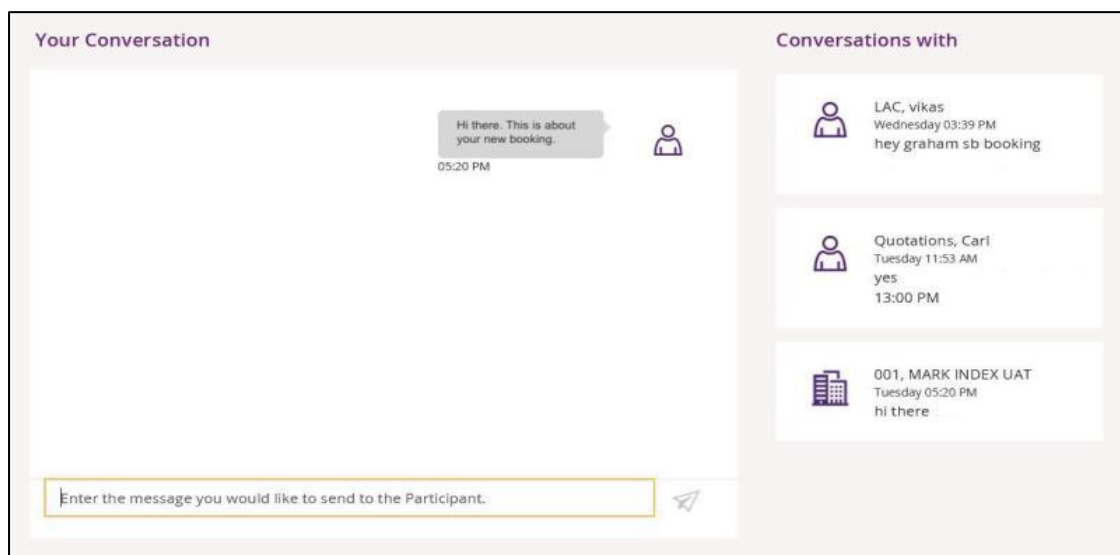 Your Conversation
Hi there. This is about
your new booking.
05:20 PM
Enter the message you would like to send to the Participant.
Conversations with
LAC, vikas
Wednesday 03:39 PM
hey graham sb booking
Quotations, Carl
Tuesday 11:53 AM
yes
13:00 PM
001, MARK INDEX UAT
Tuesday 05:20 PM
hi there